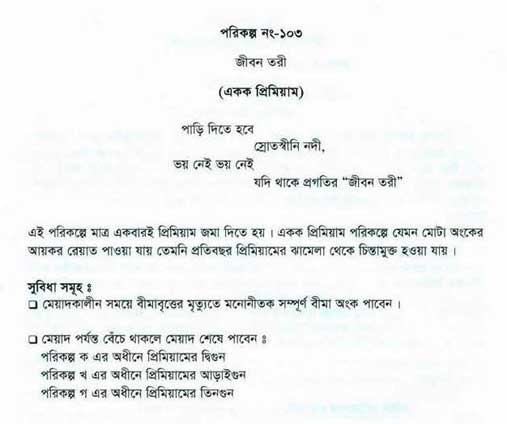 পরিকল্প নং-১০৩
জীবন তরী
(একক প্রিমিয়াম)
পাড়ি দিতে হবে
স্রোতস্বীনি নদী,
ভয় নেই ভয় নেই
যদি থাকে প্রগতির “জীবন তরী”
এই পরিকল্পে মাত্র একবারই প্রিমিয়াম জমা দিতে হয় । একক প্রিমিয়াম পরিকল্পে যেমন মোটা অংকের
আয়কর রেয়াত পাওয়া যায় তেমনি প্রতিবছর প্রিমিয়ামের ঝামেলা থেকে চিন্তামুক্ত হওয়া যায় ।
সুবিধা সমূহ ঃ
❑ মেয়াদকালীন সময়ে বীমাবৃত্তের মৃত্যুতে মনোনীতক সম্পূর্ণ বীমা অংক পাবেন ।
❑ মেয়াদ পর্যন্ত বেঁচে থাকলে মেয়াদ শেষে পাবেন ঃ
পরিকল্প ক এর অধীনে প্রিমিয়ামের দ্বিগুন
পরিকল্প খ এর অধীনে প্রিমিয়ামের আড়াইগুন
পরিকল্প গ এর অধীনে প্রিমিয়ামের তিনগুন